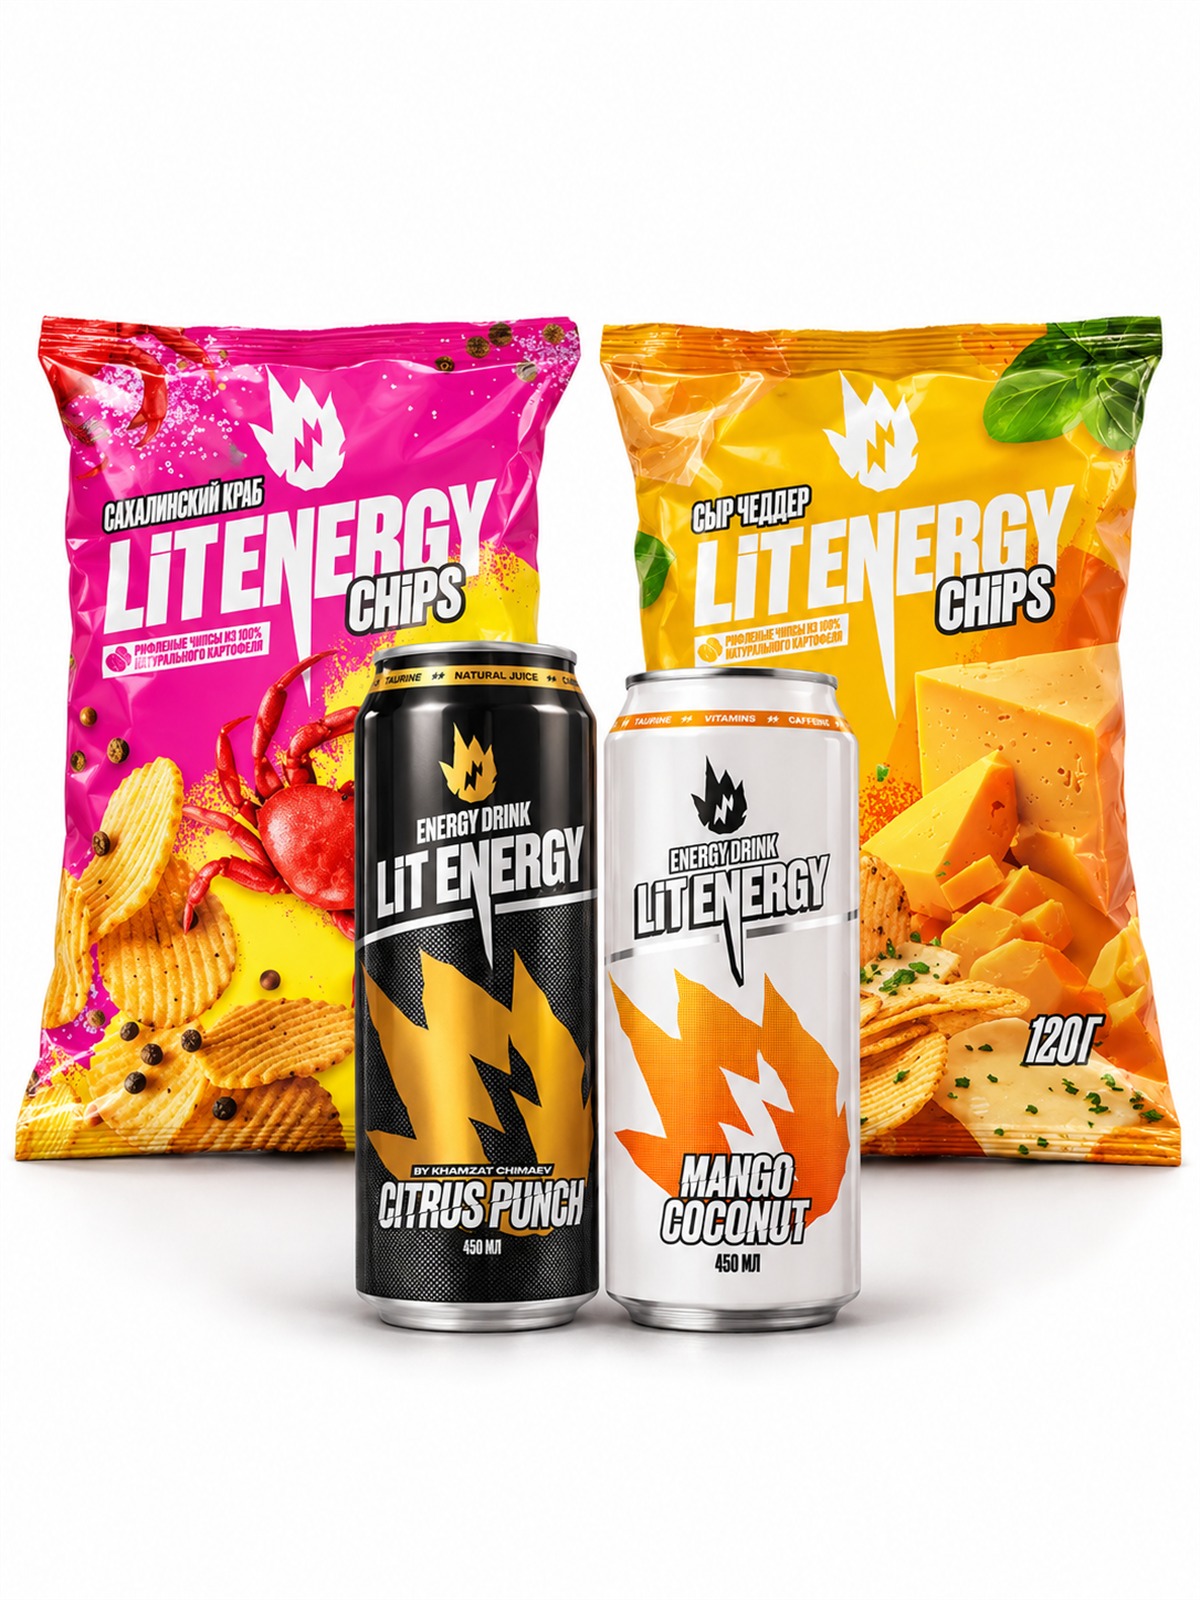 САХАЛИНСКИЙ КРАБ
LiTENERGY
CHiPS
РИФЛЕНЫЕ ЧИПСЫ ИЗ 100%
НАТУРАЛЬНОГО КАРТОФЕЛЯ
СЫР ЧЕДДЕР
LiTENERGY
CHiPS
РИФЛЕНЫЕ ЧИПСЫ ИЗ 100%
НАТУРАЛЬНОГО КАРТОФЕЛЯ
120Г
TAURINE NATURAL JUICE
ENERGY DRINK
LiT ENERGY
BY KHAMZAT CHIMAEV
CITRUS PUNCH
450 МЛ
TAURINE VITAMINS CAFFEINE
ENERGY DRINK
LiT ENERGY
MANGO
COCONUT
450 МЛ